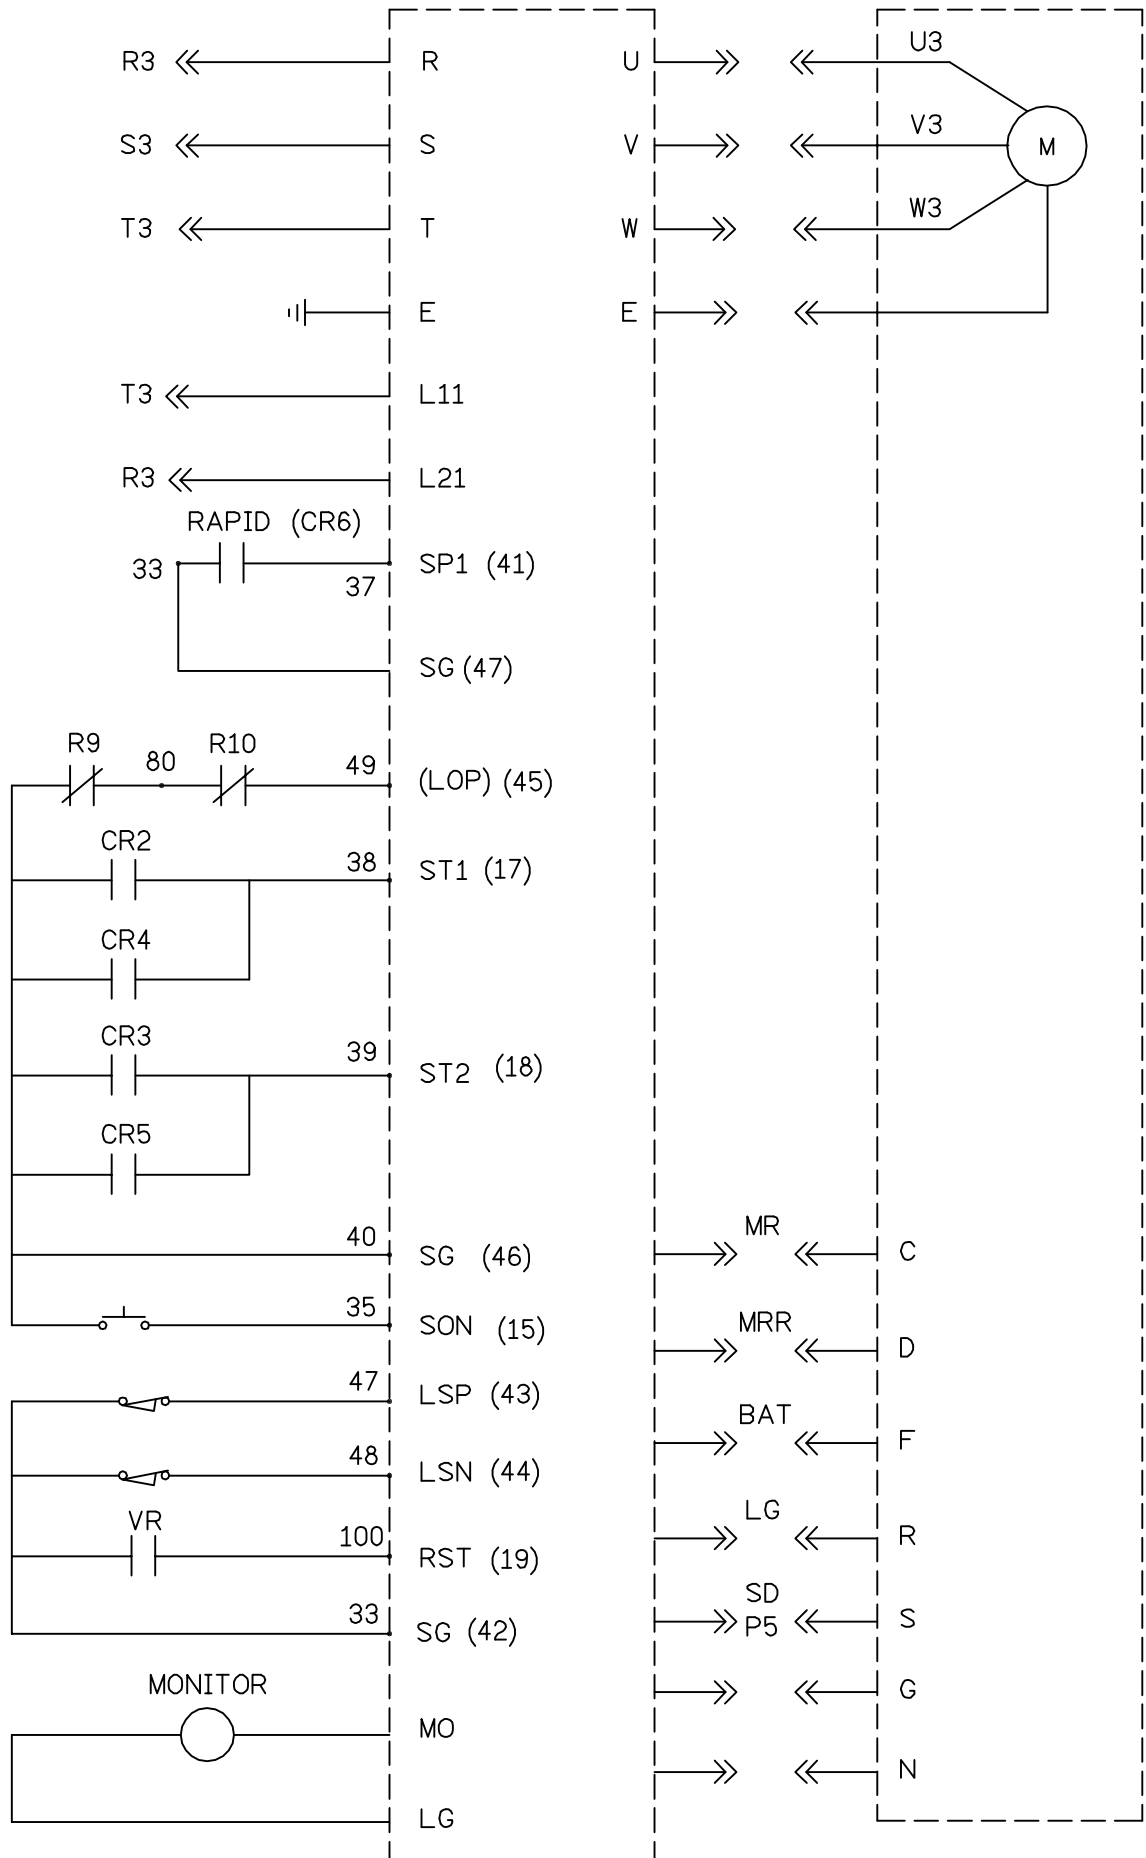 R3 R U U3
S3 S V V3 M
T3 T W W3
E E
T3 L11
R3 L21
RAPID (CR6)
33 37 SP1 (41)
SG (47)
R9 80 R10 49 (LOP) (45)
CR2 38 ST1 (17)
CR4
CR3 39 ST2 (18)
CR5
40 SG (46) MR C
35 SON (15) MRR D
47 LSP (43) BAT F
48 LSN (44)
VR 100 RST (19) LG R
33 SG (42) SD S
P5
MONITOR G
MO N
LG